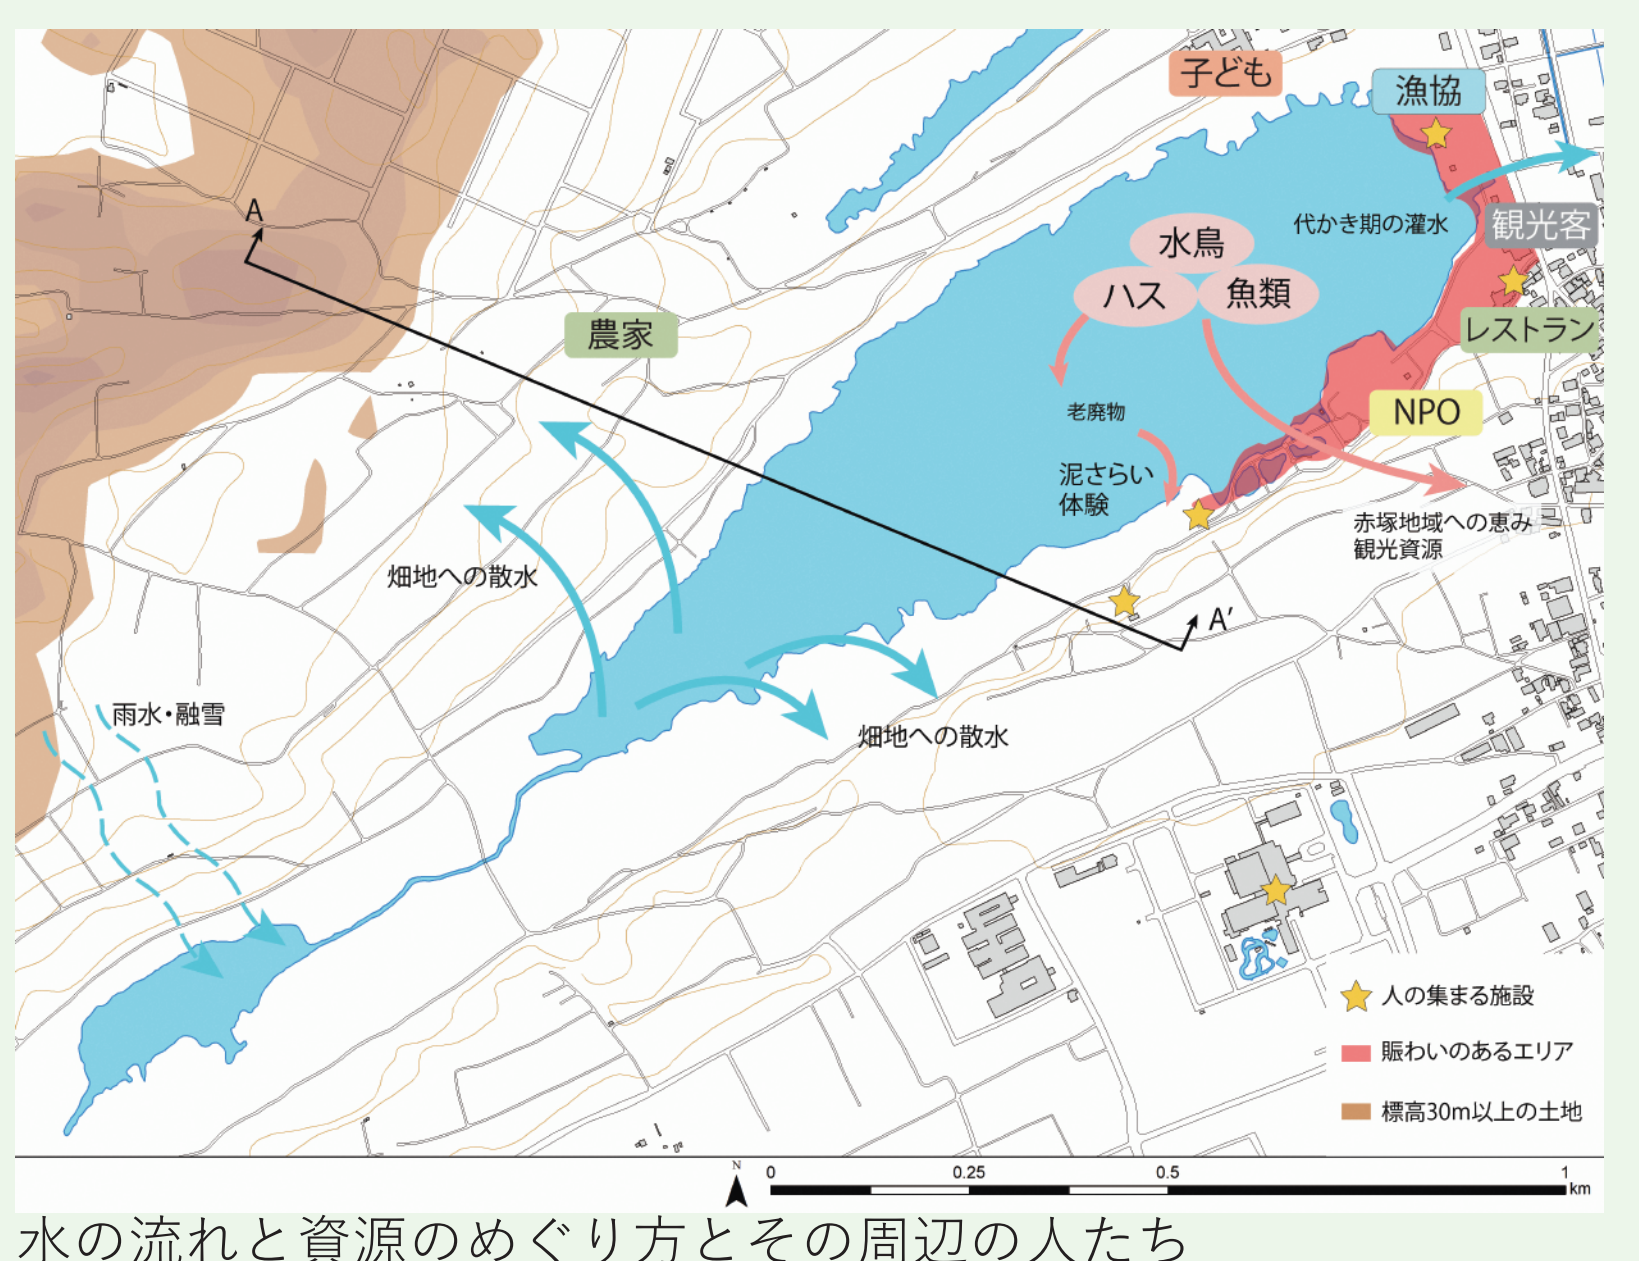 子ども
漁協
A
代かき期の灌水
観光客
水鳥
ハス
魚類
農家
レストラン
老廃物
NPO
泥さらい
体験
赤塚地域への恵み
観光資源
畑地への散水
A′
雨水・融雪
畑地への散水
人の集まる施設
賑わいのあるエリア
標高30m以上の土地
N
0 0.25 0.5 1
km
水の流れと資源のめぐり方とその周辺の人たち